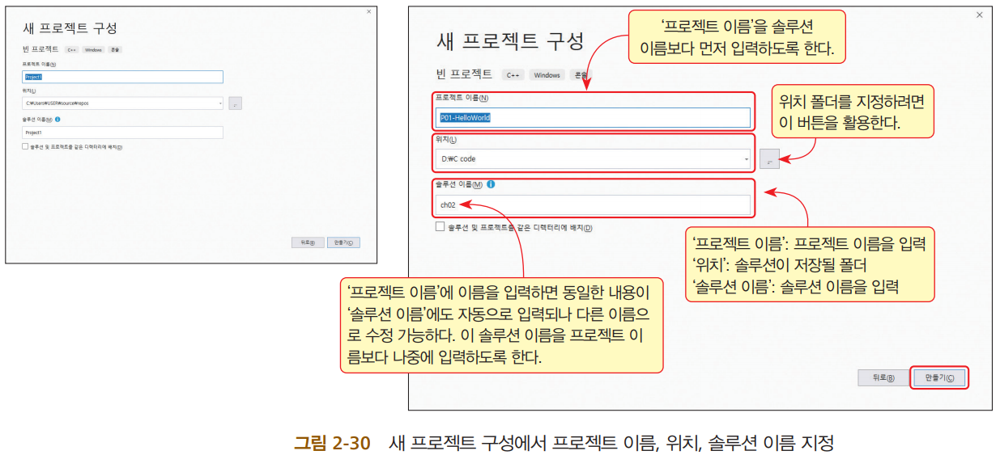 새 프로젝트 구성
빈 프로젝트 C++ Windows 콘솔
프로젝트 이름(N)
Project1
위치(L)
C:₩Users₩USER₩source₩repos
...
솔루션 이름(M)
Project1
솔루션 및 프로젝트를 같은 디렉터리에 배치(D)
뒤로(B) 만들기(C)
새 프로젝트 구성
'프로젝트 이름'을 솔루션
이름보다 먼저 입력하도록 한다.
빈 프로젝트 C++ Windows 콘솔
프로젝트 이름(N)
P01-HelloWorld
위치 폴더를 지정하려면
이 버튼을 활용한다.
위치(L)
D:₩C code
...
솔루션 이름(M)
ch02
솔루션 및 프로젝트를 같은 디렉터리에 배치(D)
'프로젝트 이름': 프로젝트 이름을 입력
'위치': 솔루션이 저장될 폴더
'솔루션 이름': 솔루션 이름을 입력
'프로젝트 이름'에 이름을 입력하면 동일한 내용이
'솔루션 이름'에도 자동으로 입력되나 다른 이름으
로 수정 가능하다. 이 솔루션 이름을 프로젝트 이
름보다 나중에 입력하도록 한다.
뒤로(B) 만들기(C)
그림 2-30 새 프로젝트 구성에서 프로젝트 이름, 위치, 솔루션 이름 지정